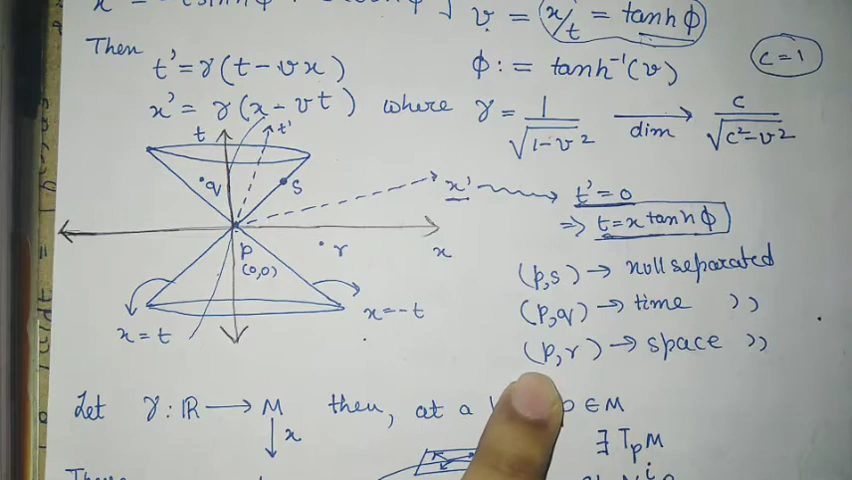 v = x/t = tanh ϕ
Then
t' = γ(t − vx)
ϕ := tanh⁻¹(v)
c = 1
x' = γ(x − vt) where γ = 1/√(1−v²) dim → c/√(c²−v²)
t
t'
q
s
x'
t' = 0
⇒ t = x tanh ϕ
x
p
(0,0)
r
(p,s) → null separated
(p,q) → time ,,
(p,r) → space ,,
x = t
x = −t
Let γ : ℝ → M then, at a p ∈ M
x
∃ TpM